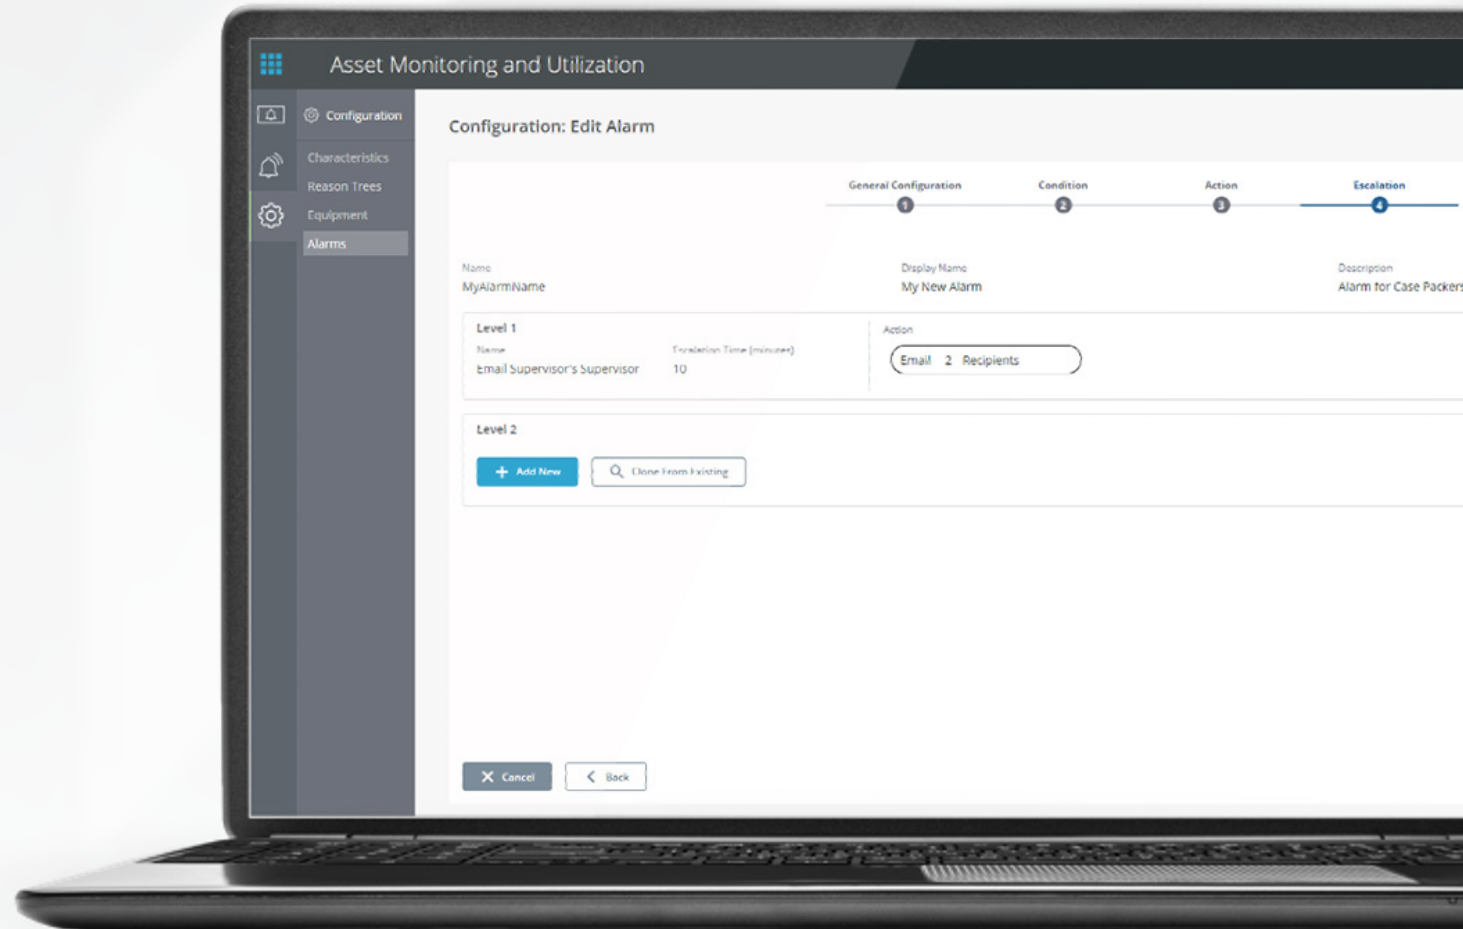 Asset Monitoring and Utilization
Configuration
Characteristics
Reason Trees
Equipment
Alarms
Configuration: Edit Alarm
General Configuration Condition Action Escalation
1 2 3 4
Name Display Name Description
MyAlarmName My New Alarm Alarm for Case Packers
Level 1
Name Escalation Time (minutes) Action
Email Supervisor's Supervisor 10 Email 2 Recipients
Level 2
Add New Clone From Existing
Cancel Back